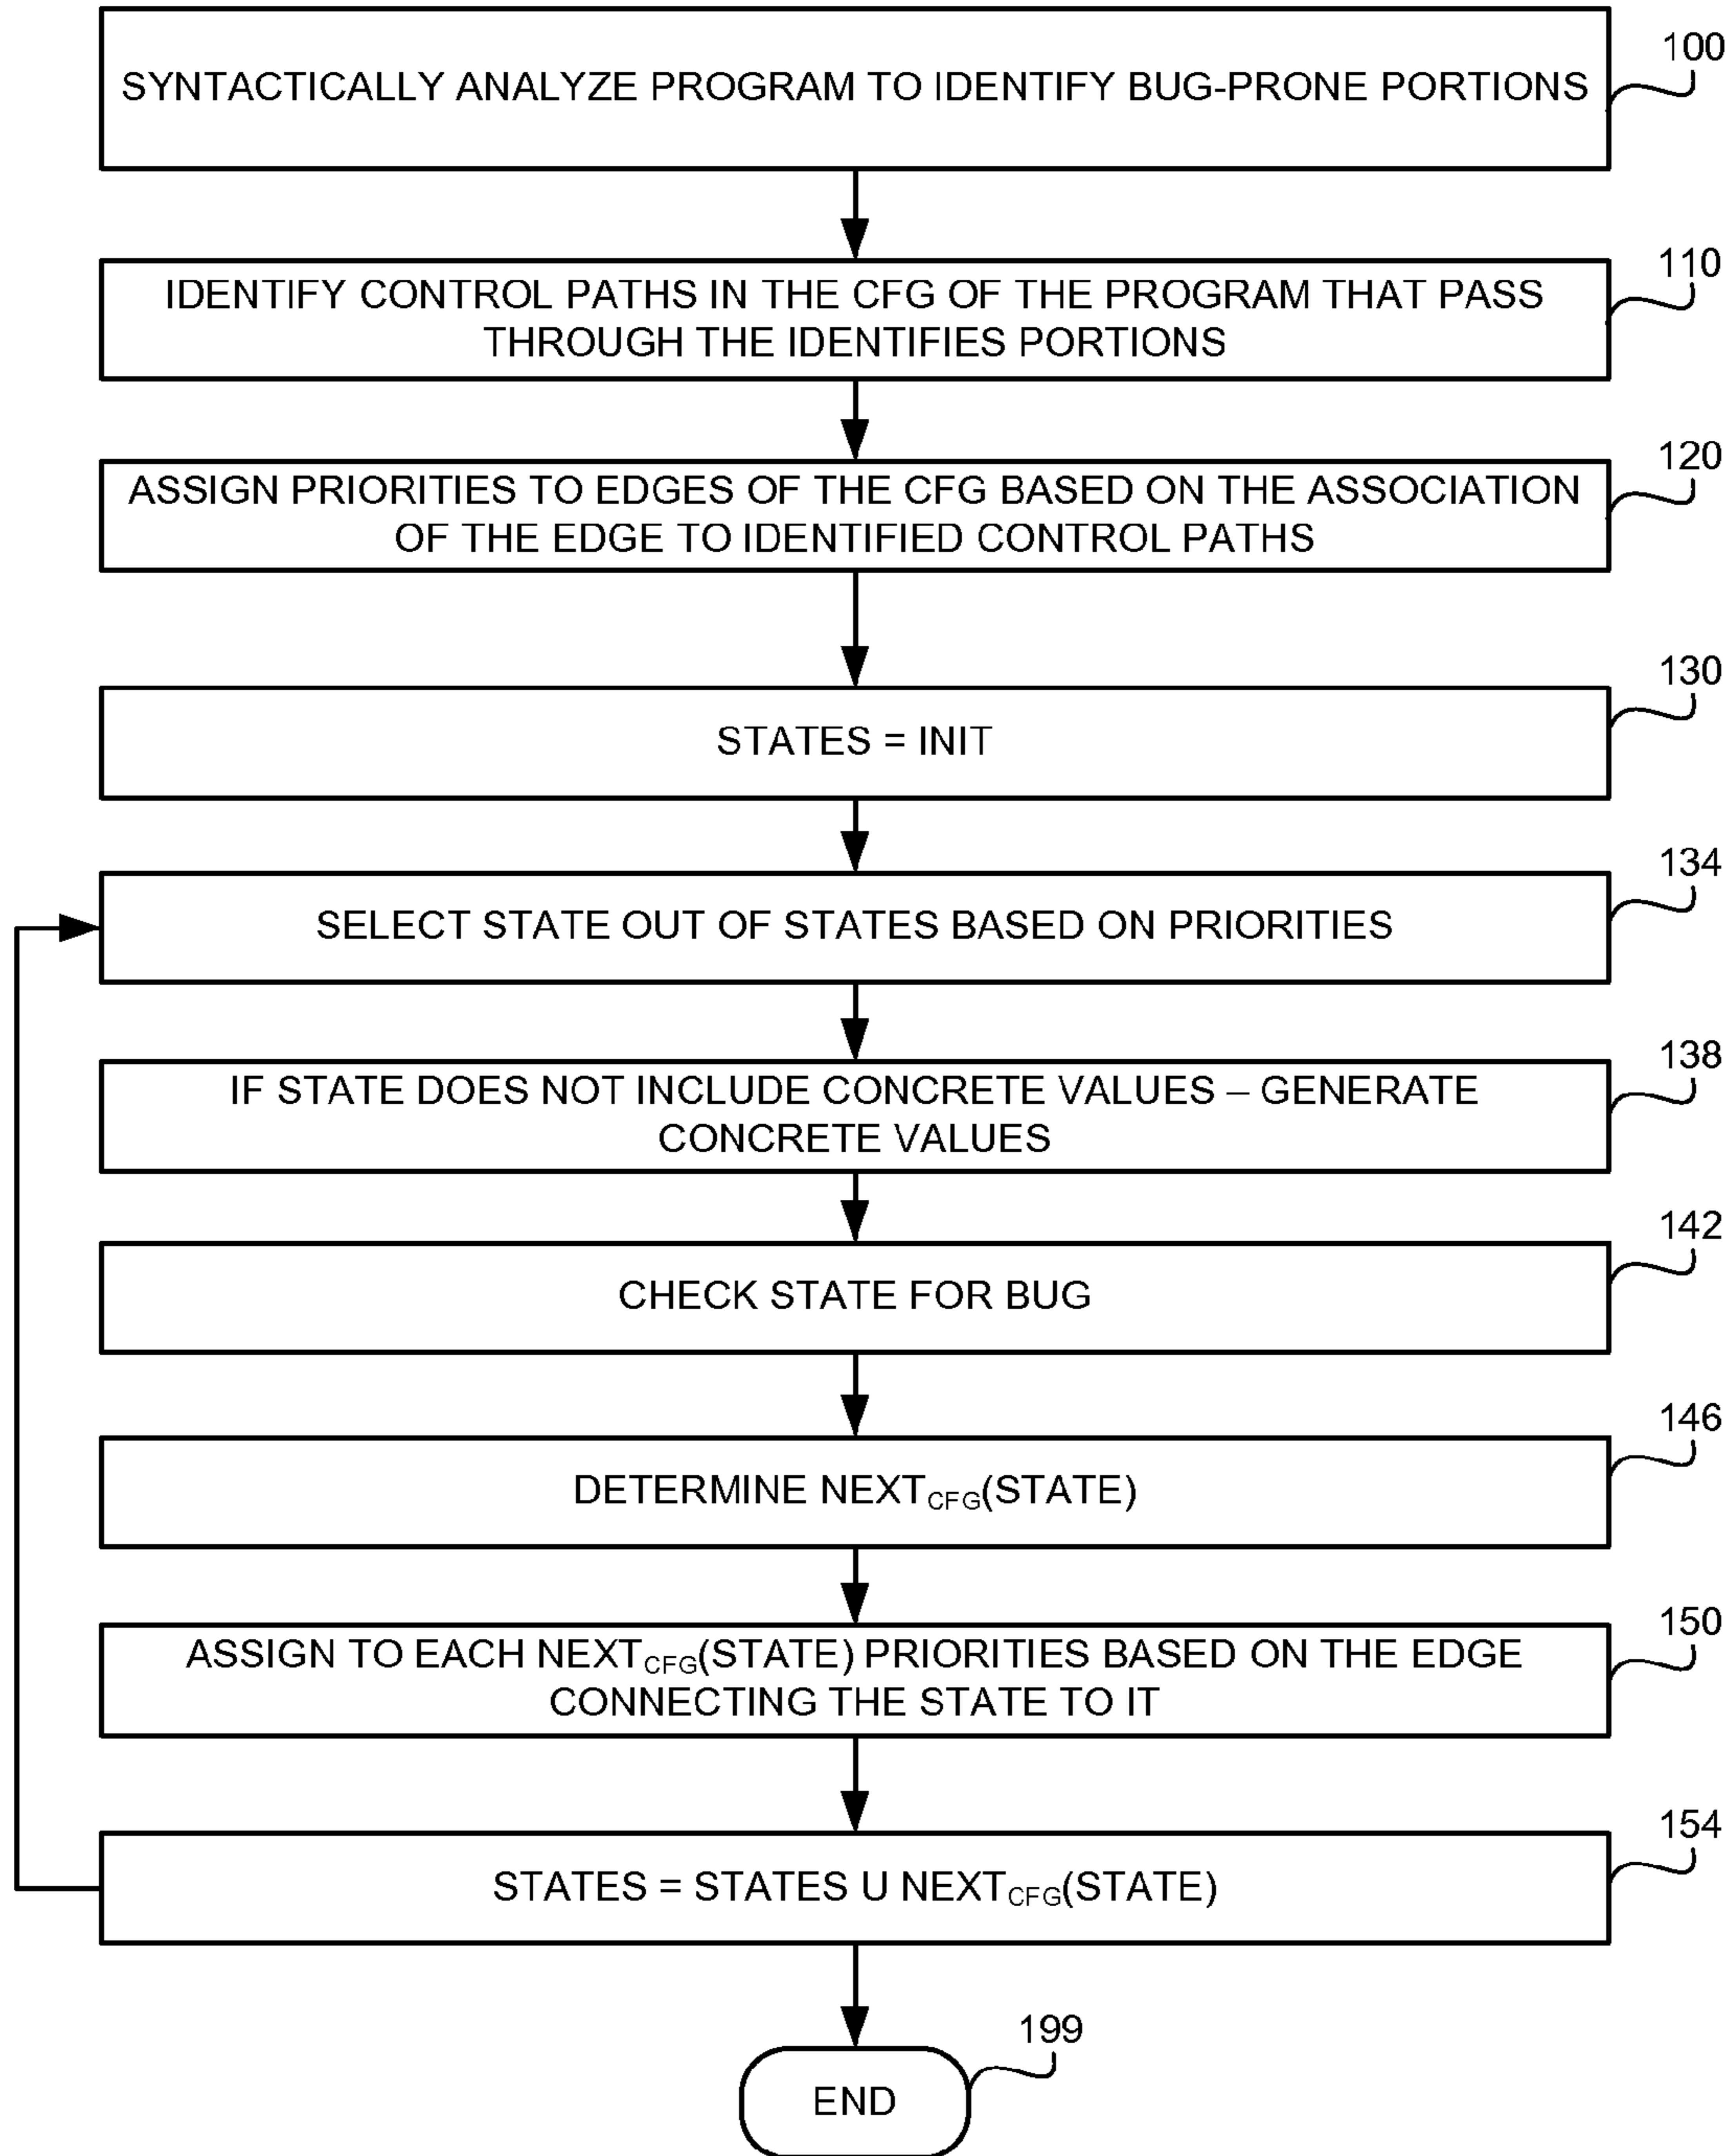 SYNTACTICALLY ANALYZE PROGRAM TO IDENTIFY BUG-PRONE PORTIONS
100
IDENTIFY CONTROL PATHS IN THE CFG OF THE PROGRAM THAT PASS
THROUGH THE IDENTIFIES PORTIONS
110
ASSIGN PRIORITIES TO EDGES OF THE CFG BASED ON THE ASSOCIATION
OF THE EDGE TO IDENTIFIED CONTROL PATHS
120
STATES = INIT
130
SELECT STATE OUT OF STATES BASED ON PRIORITIES
134
IF STATE DOES NOT INCLUDE CONCRETE VALUES – GENERATE
CONCRETE VALUES
138
CHECK STATE FOR BUG
142
DETERMINE NEXTCFG(STATE)
146
ASSIGN TO EACH NEXTCFG(STATE) PRIORITIES BASED ON THE EDGE
CONNECTING THE STATE TO IT
150
STATES = STATES U NEXTCFG(STATE)
154
END
199